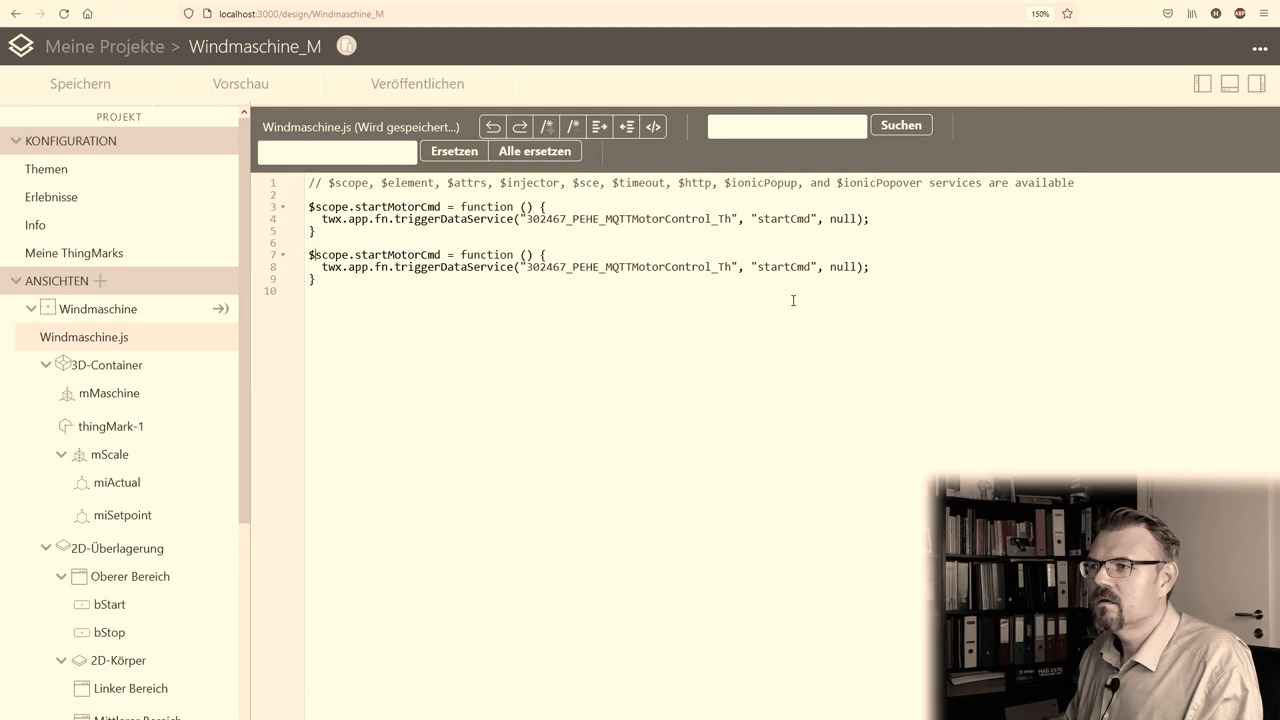 localhost:3000/design/Windmaschine_M
150%
H
ABP
Meine Projekte > Windmaschine_M
Speichern
Vorschau
Veröffentlichen
PROJEKT
KONFIGURATION
Themen
Erlebnisse
Info
Meine ThingMarks
ANSICHTEN
Windmaschine
Windmaschine.js
3D-Container
mMaschine
thingMark-1
mScale
miActual
miSetpoint
2D-Überlagerung
Oberer Bereich
bStart
bStop
2D-Körper
Linker Bereich
Mittlerer Bereich
Windmaschine.js (Wird gespeichert...)
Suchen
Ersetzen
Alle ersetzen
1 // $scope, $element, $attrs, $injector, $sce, $timeout, $http, $ionicPopup, and $ionicPopover services are available
2
3 $scope.startMotorCmd = function () {
4 twx.app.fn.triggerDataService("302467_PEHE_MQTTMotorControl_Th", "startCmd", null);
5 }
6
7 $scope.startMotorCmd = function () {
8 twx.app.fn.triggerDataService("302467_PEHE_MQTTMotorControl_Th", "startCmd", null);
9 }
10